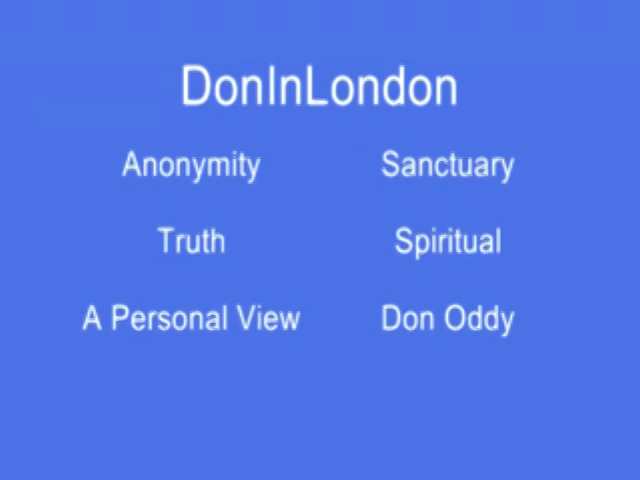 DonInLondon
Anonymity Sanctuary
Truth Spiritual
A Personal View Don Oddy